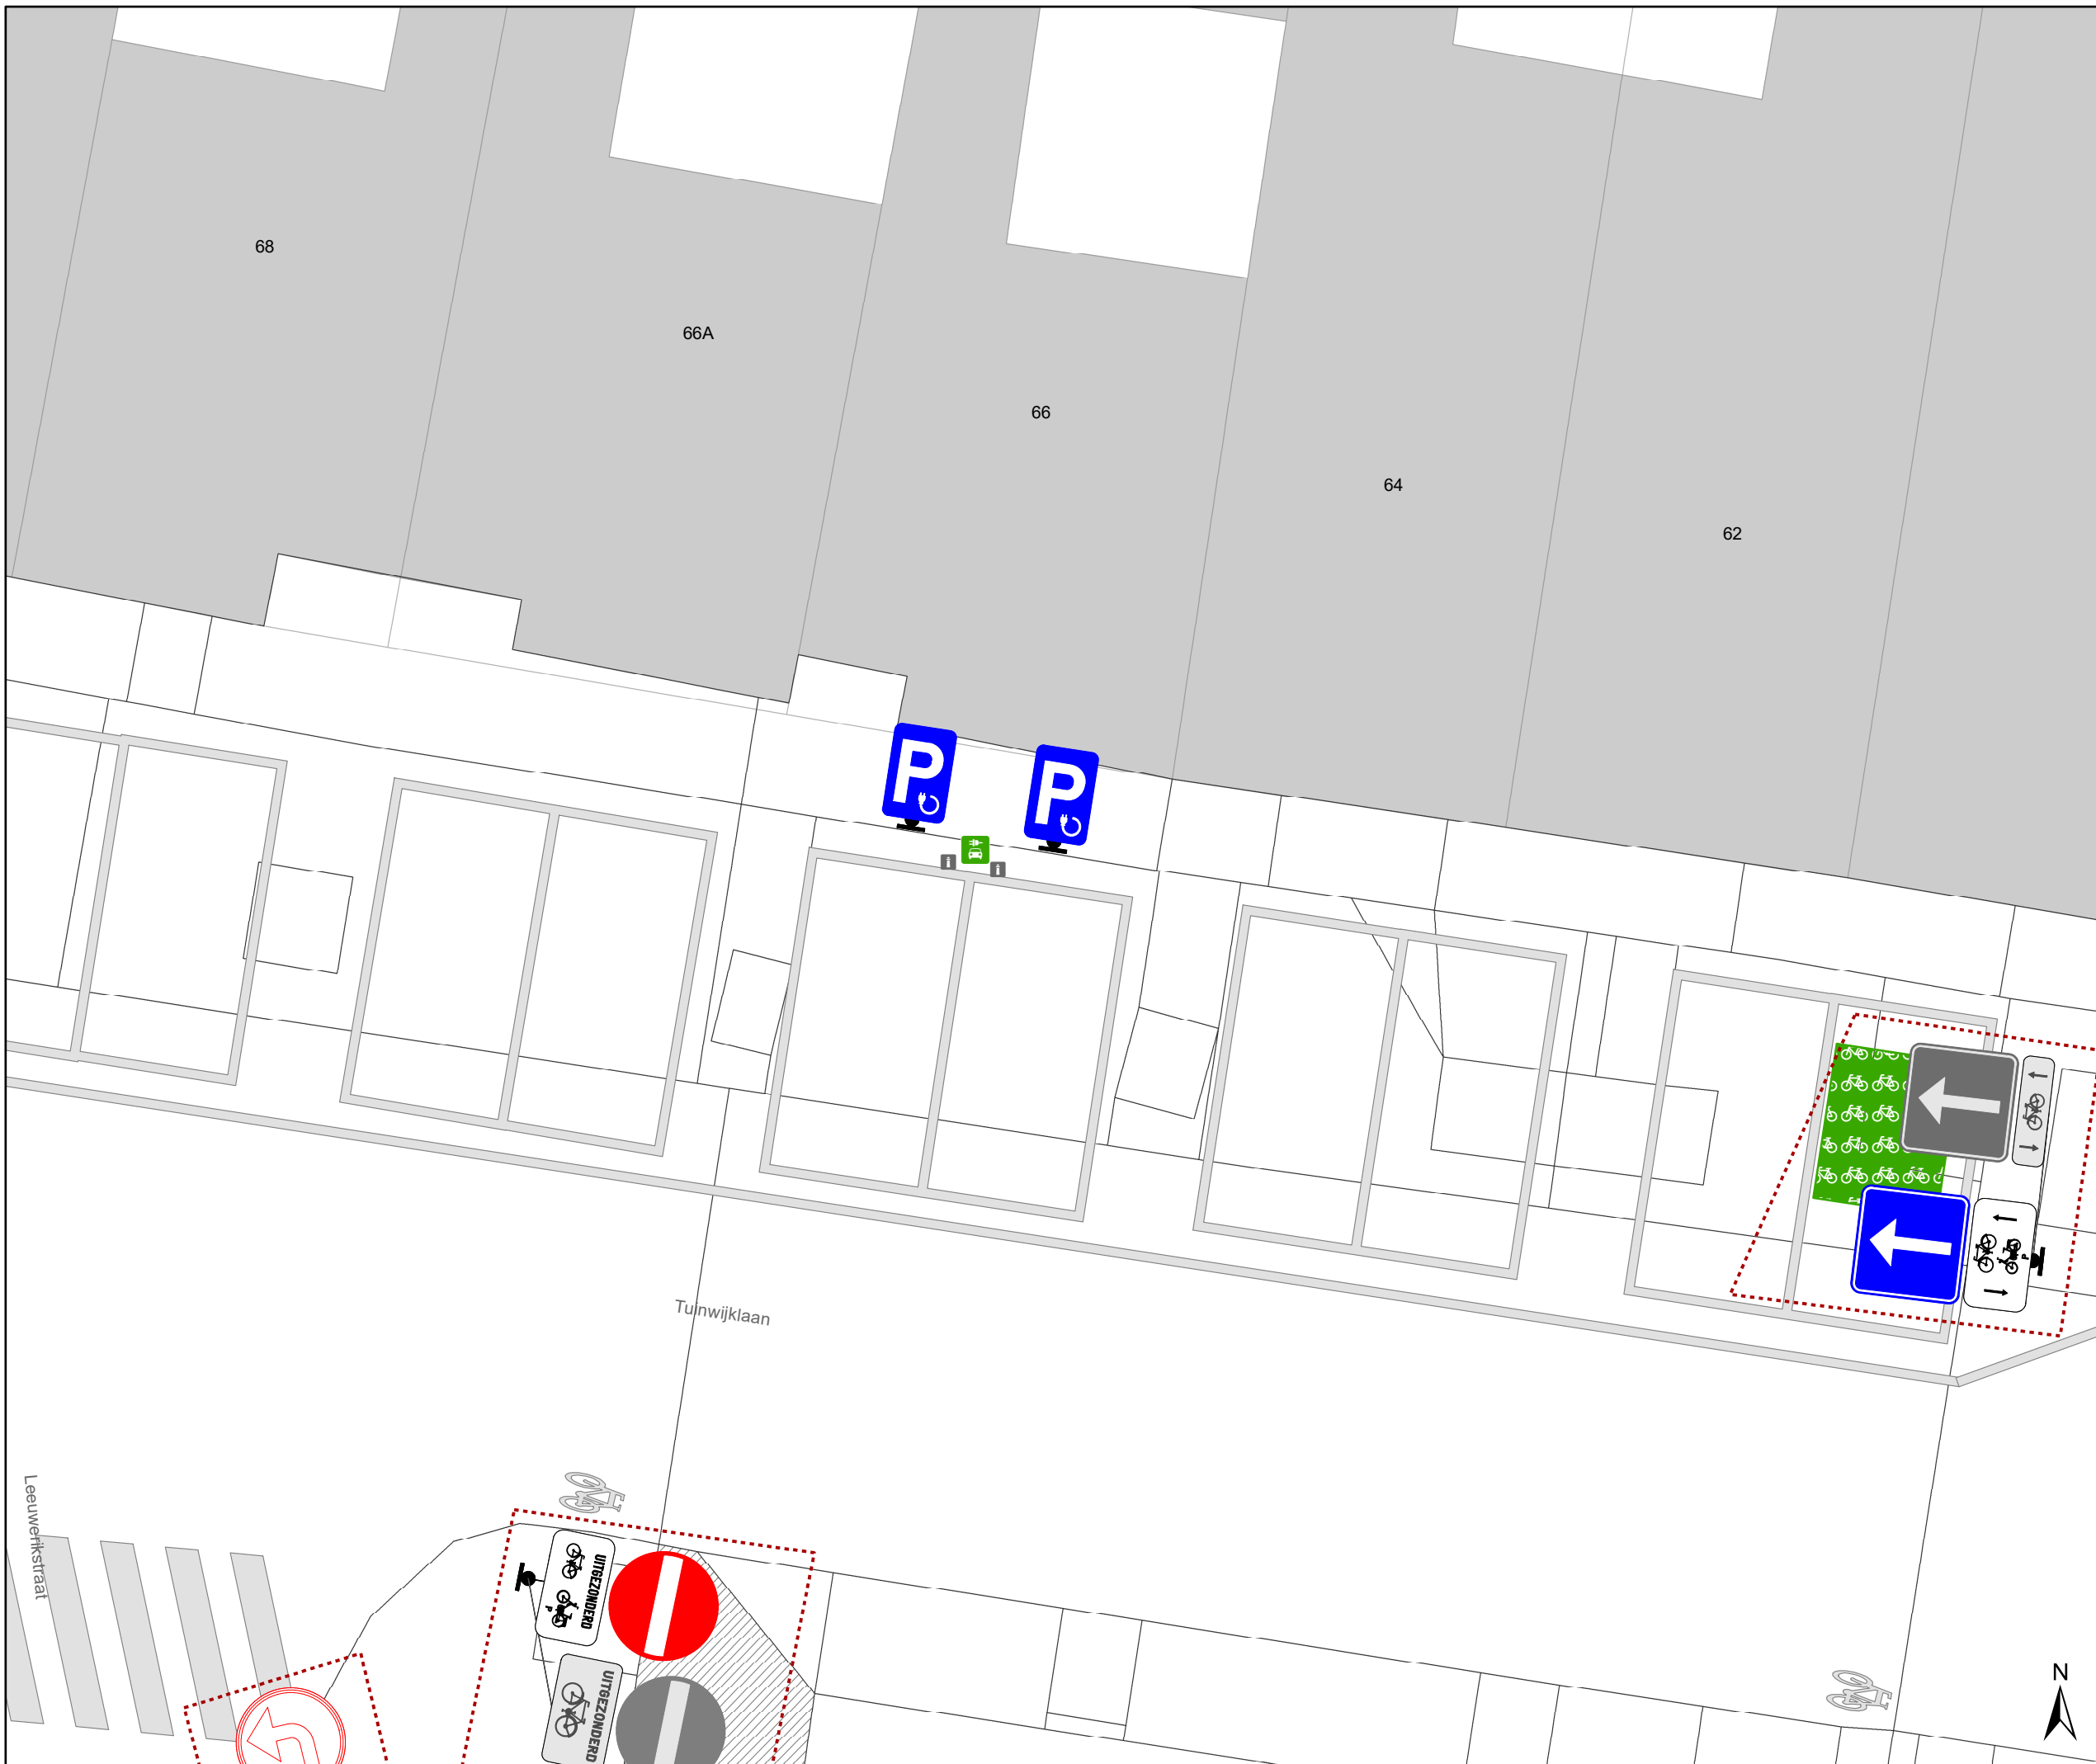 68
66A
66
64
62
P
P
Tuinwijklaan
Leeuwerikstraat
UITGEZONDERD
P
P
UITGEZONDERD
N